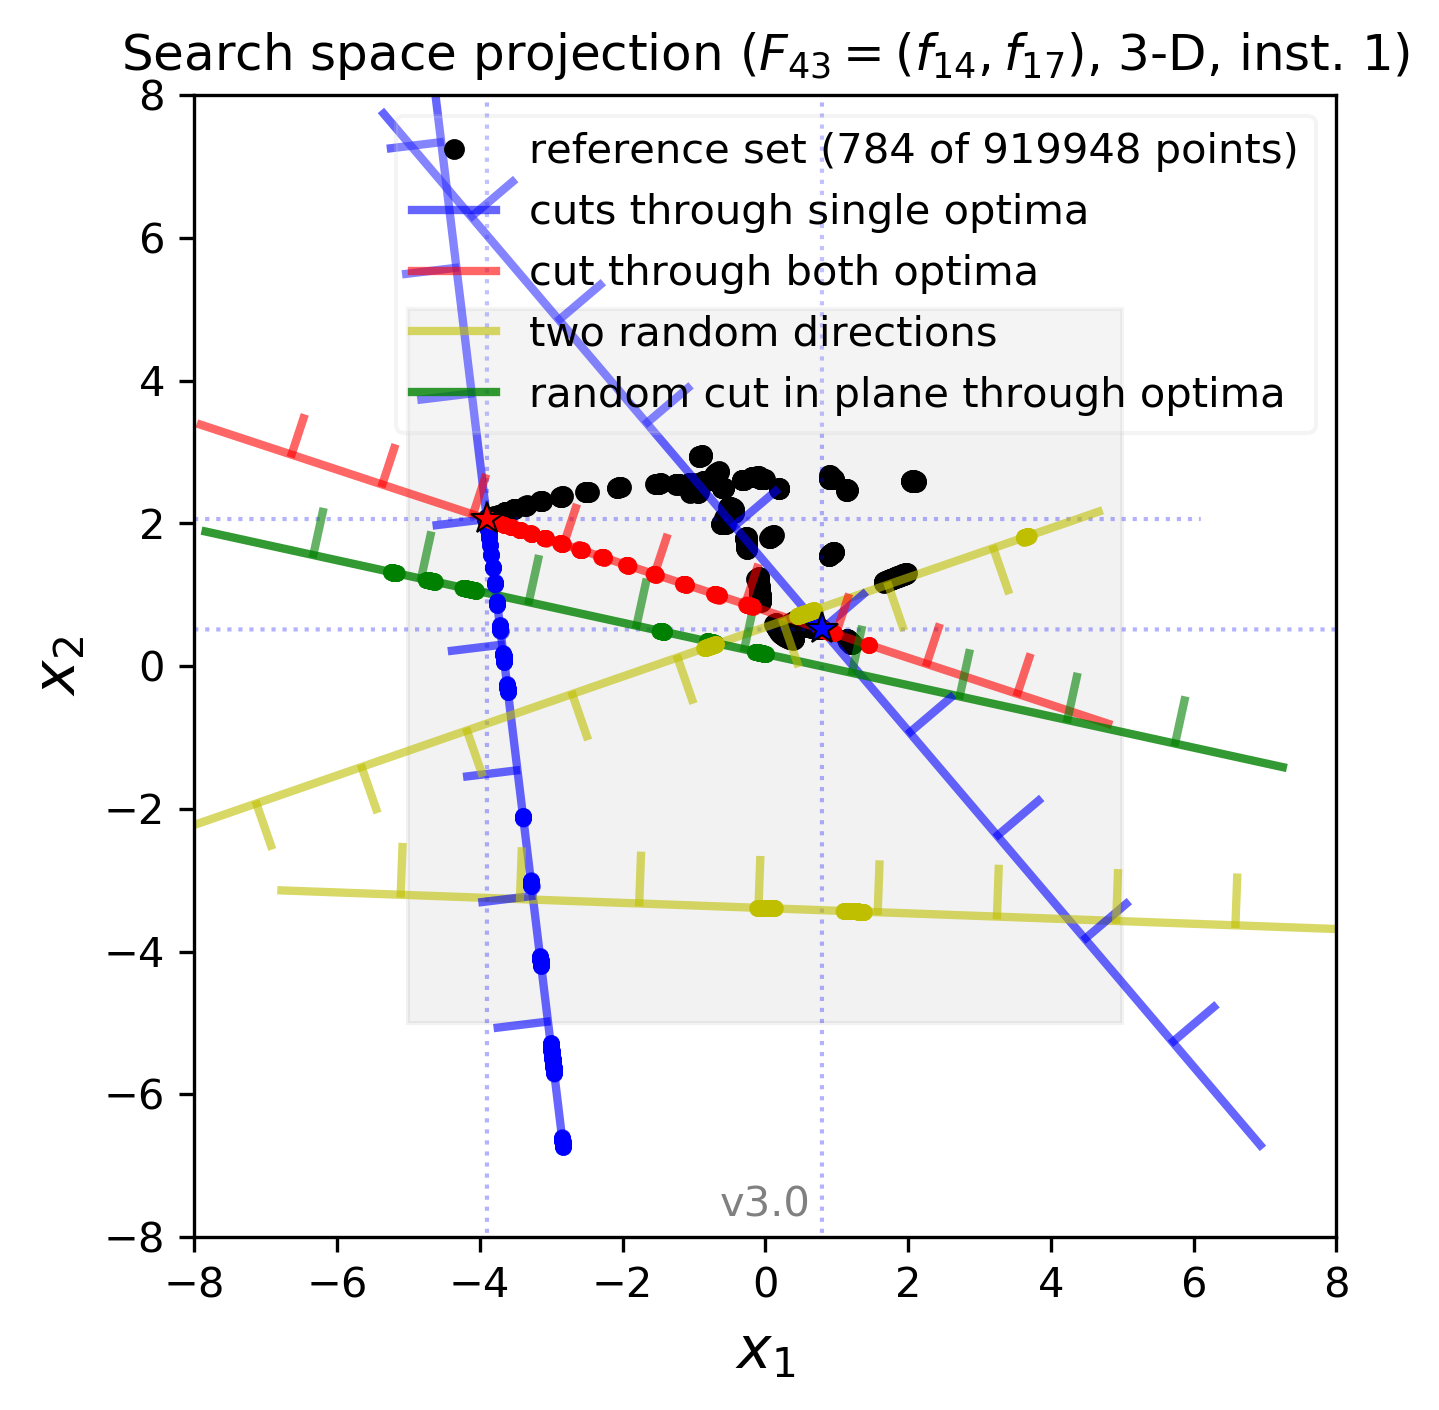 Search space projection (F₄₃ = (f₁₄, f₁₇), 3-D, inst. 1)
reference set (784 of 919948 points)
cuts through single optima
cut through both optima
two random directions
random cut in plane through optima
8
6
4
2
0
−2
−4
−6
−8
x₂
v3.0
−8 −6 −4 −2 0 2 4 6 8
x₁